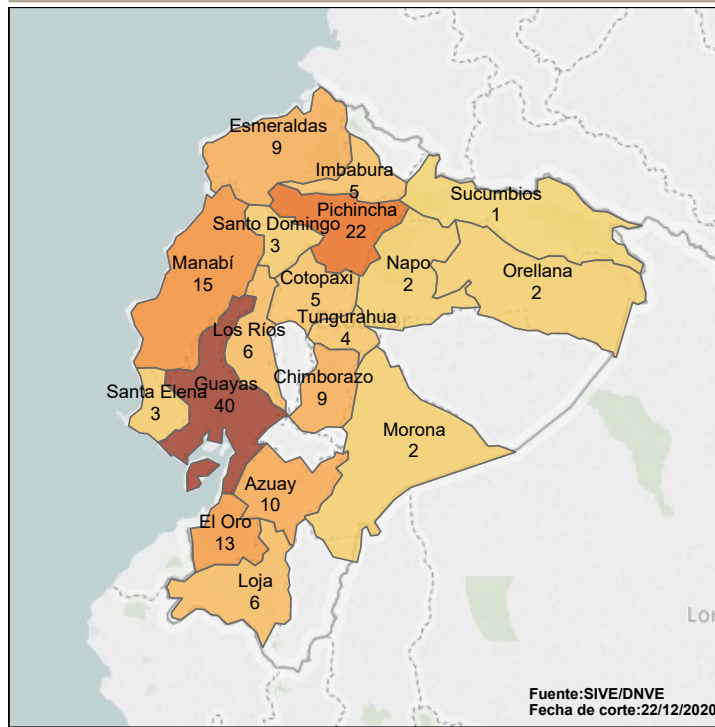 Esmeraldas
9
Imbabura
5
Sucumbios
1
Pichincha
22
Santo Domingo
3
Manabí
15
Napo
2
Orellana
2
Cotopaxi
5
Tungurahua
4
Los Ríos
6
Santa Elena
3
Guayas
40
Chimborazo
9
Morona
2
Azuay
10
El Oro
13
Loja
6
Lor
Fuente:SIVE/DNVE
Fecha de corte:22/12/2020